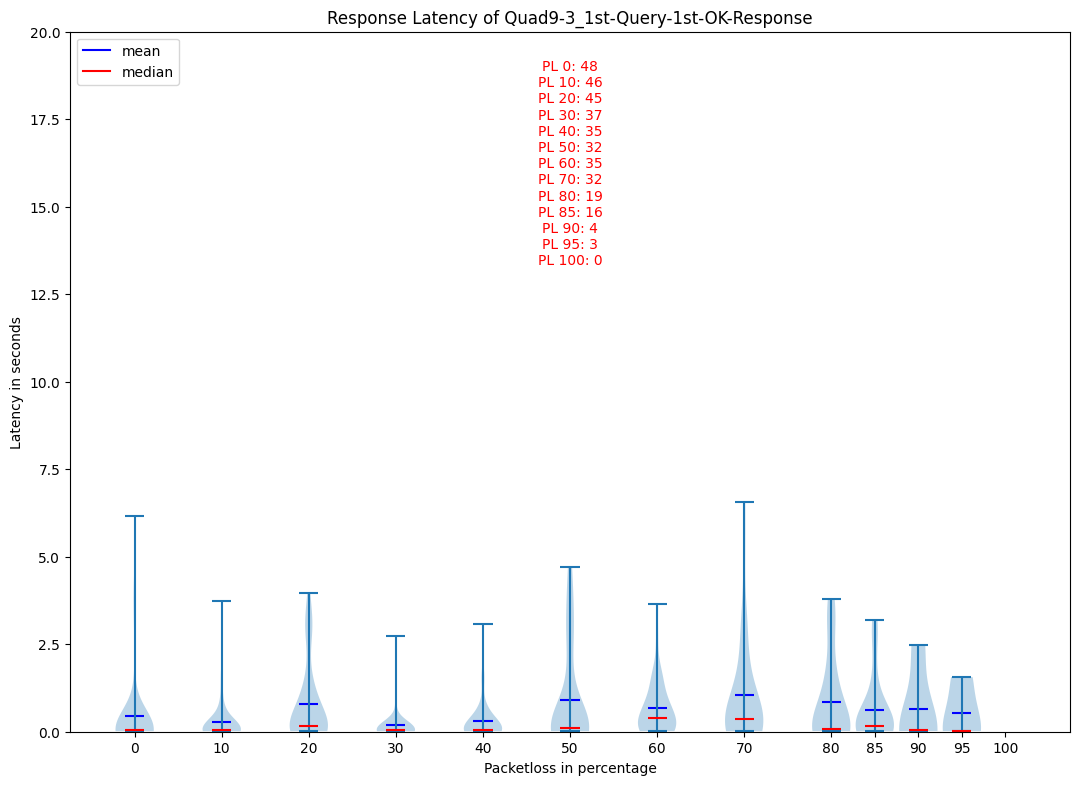 Response Latency of Quad9-3_1st-Query-1st-OK-Response
mean
median
PL 0: 48
PL 10: 46
PL 20: 45
PL 30: 37
PL 40: 35
PL 50: 32
PL 60: 35
PL 70: 32
PL 80: 19
PL 85: 16
PL 90: 4
PL 95: 3
PL 100: 0
Latency in seconds
20.0
17.5
15.0
12.5
10.0
7.5
5.0
2.5
0.0
0 10 20 30 40 50 60 70 80 85 90 95 100
Packetloss in percentage